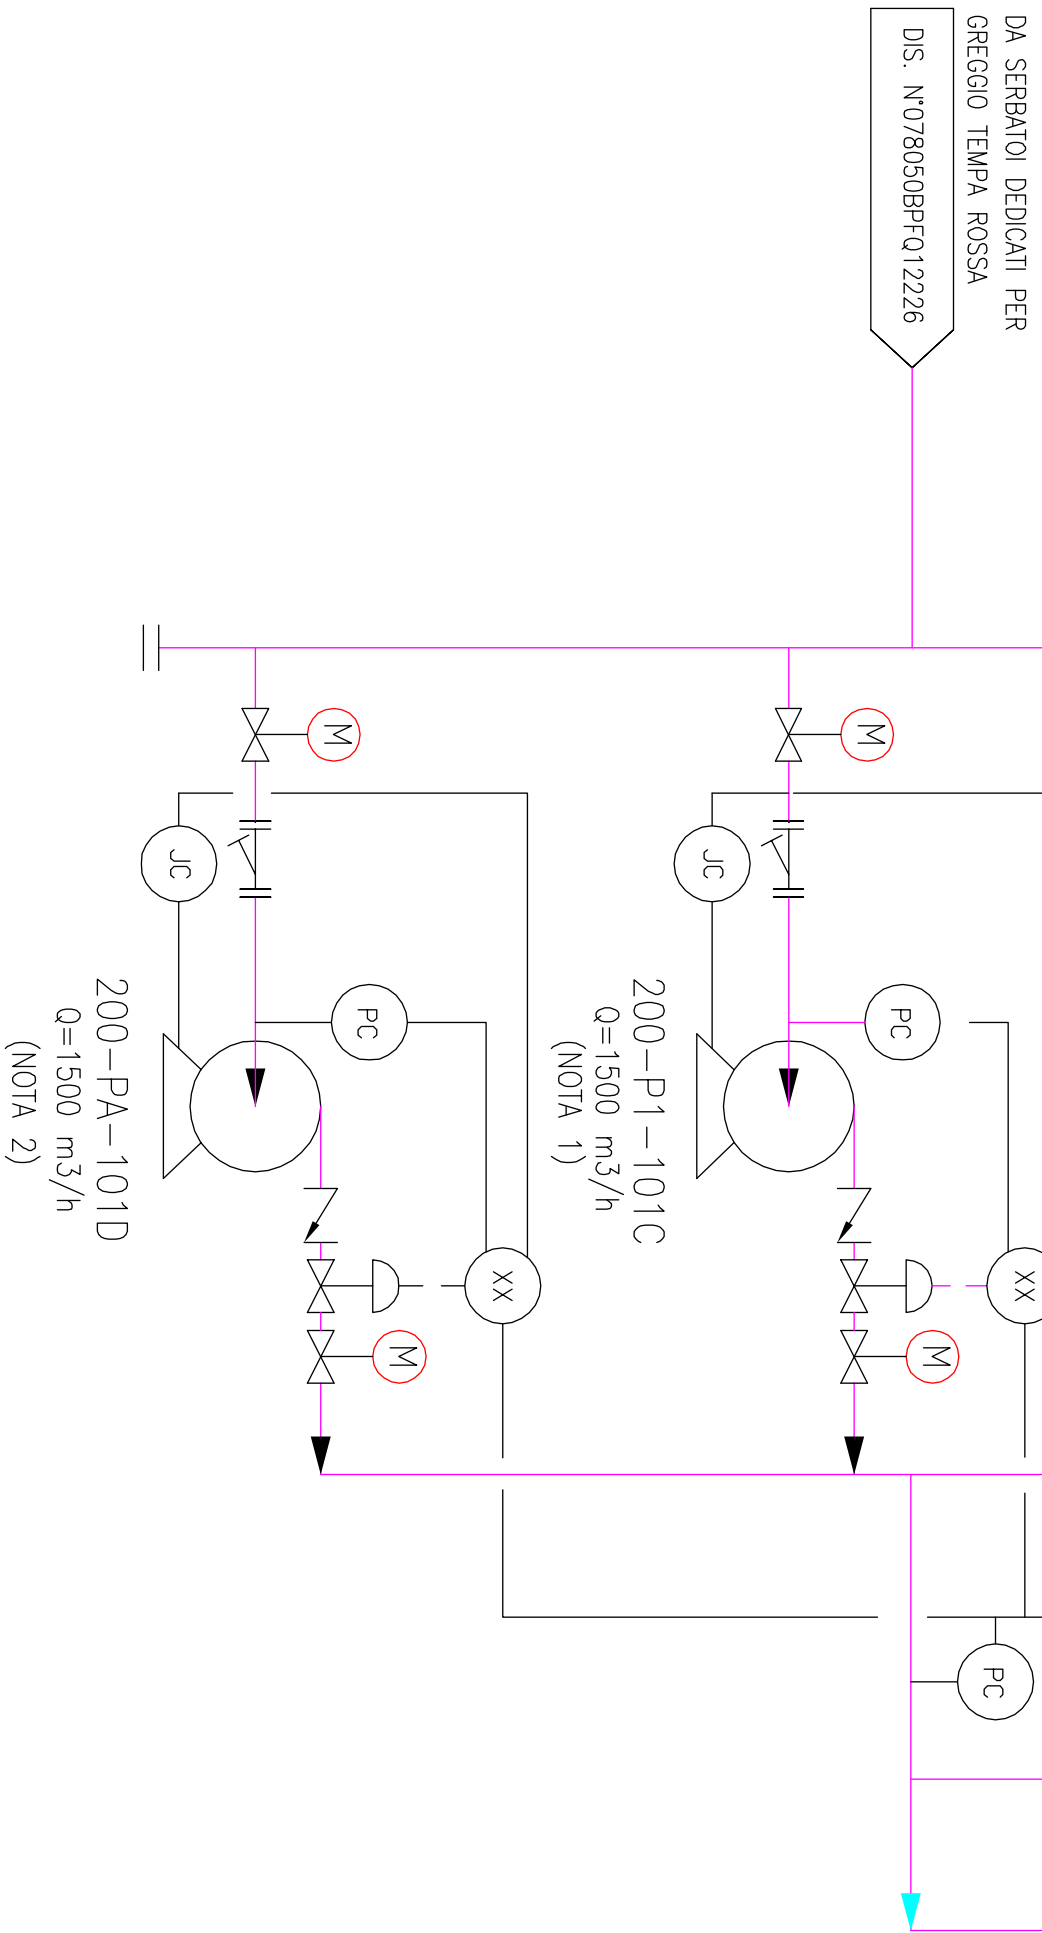 DA SERBATOI DEDICATI PER
GREGGIO TEMPA ROSSA
DIS. N°078050BPFQ12226
M
M
JC
JC
PC
PC
200-P1-101C
Q=1500 m3/h
(NOTA 1)
200-PA-101D
Q=1500 m3/h
(NOTA 2)
XX
XX
M
M
PC